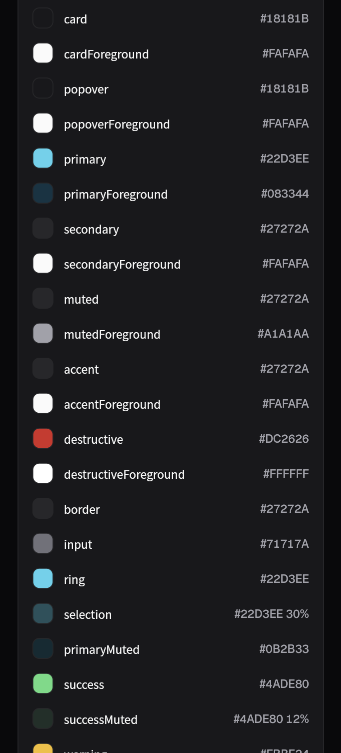 card #18181B
cardForeground #FAFAFA
popover #18181B
popoverForeground #FAFAFA
primary #22D3EE
primaryForeground #083344
secondary #27272A
secondaryForeground #FAFAFA
muted #27272A
mutedForeground #A1A1AA
accent #27272A
accentForeground #FAFAFA
destructive #DC2626
destructiveForeground #FFFFFF
border #27272A
input #71717A
ring #22D3EE
selection #22D3EE 30%
primaryMuted #0B2B33
success #4ADE80
successMuted #4ADE80 12%